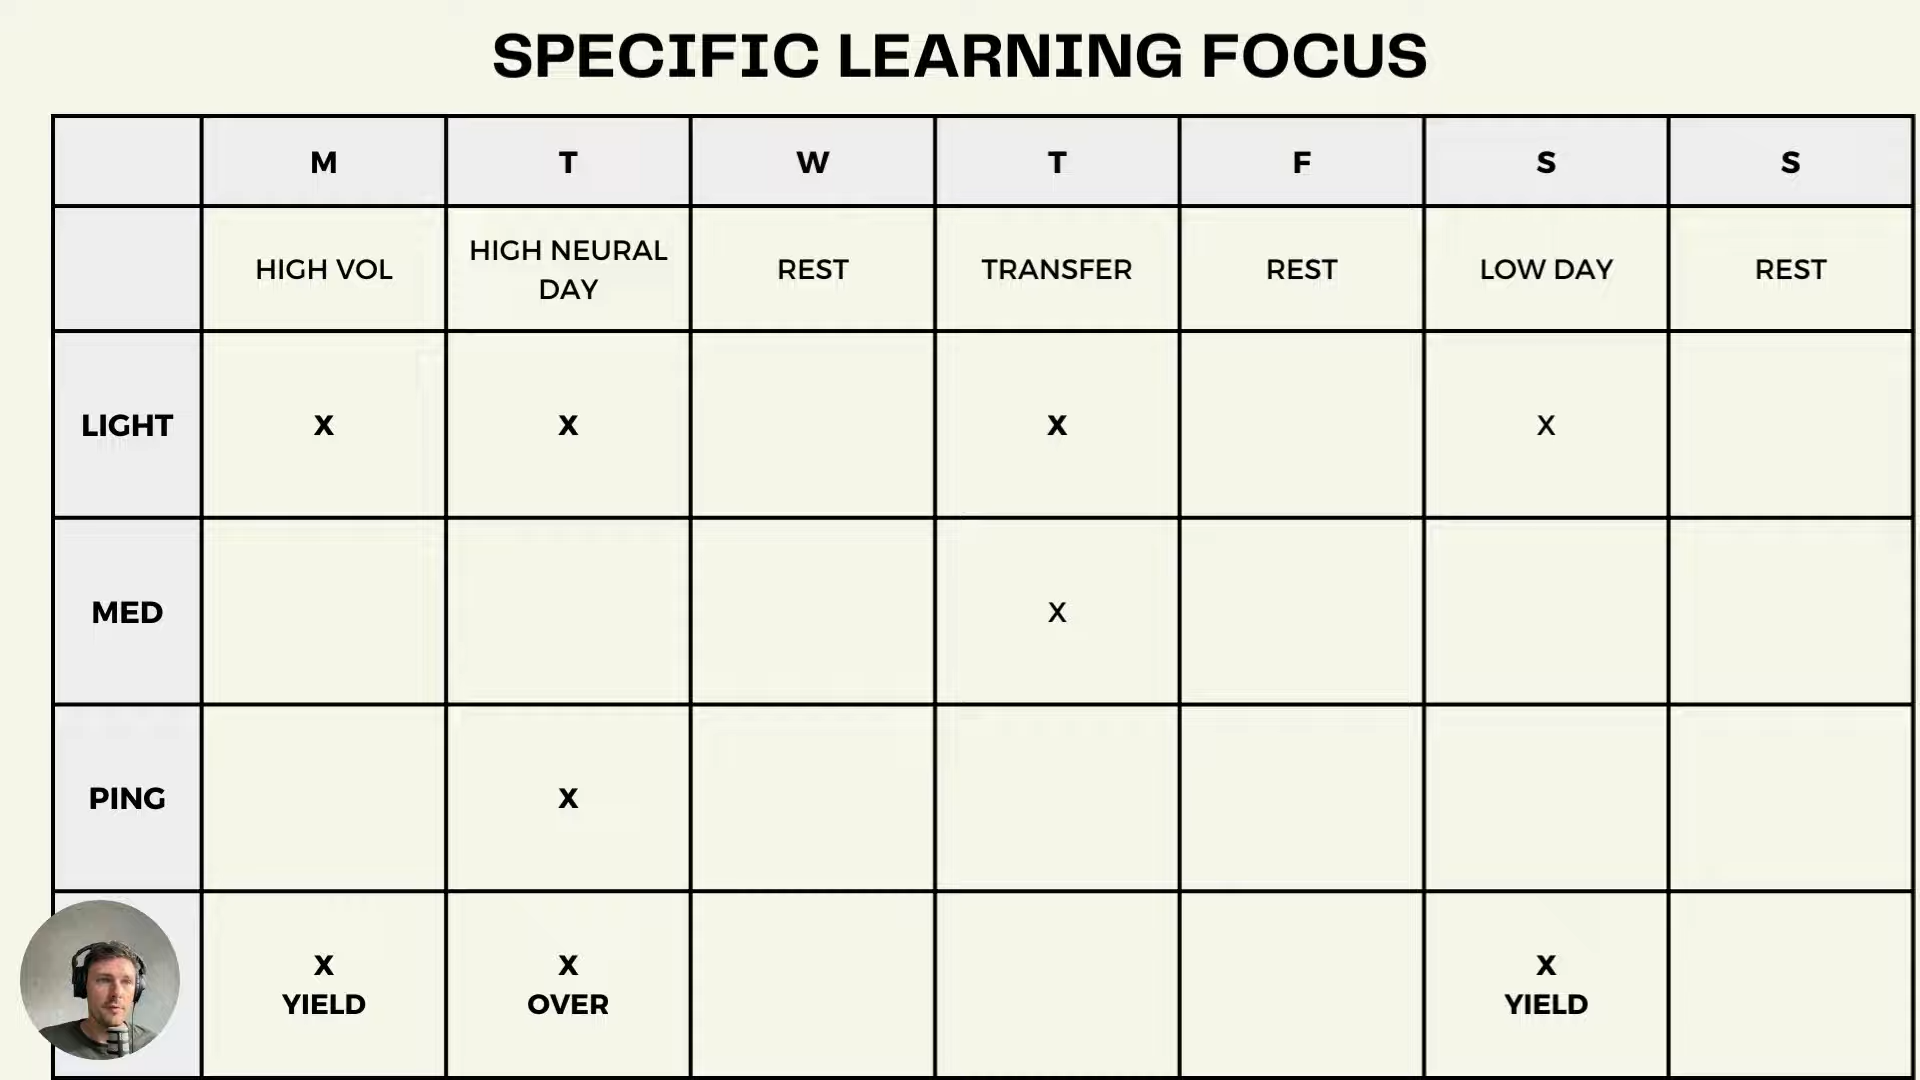 SPECIFIC LEARNING FOCUS
M T W T F S S
HIGH VOL HIGH NEURAL DAY REST TRANSFER REST LOW DAY REST
LIGHT X X X X
MED X
PING X
X YIELD X OVER X YIELD